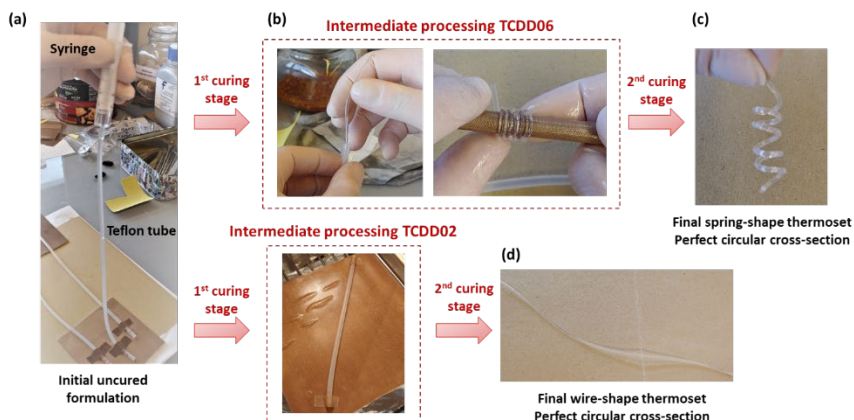 (a)
Syringe
Teflon tube
Initial uncured
formulation
1st curing
stage
(b)
Intermediate processing TCDD06
2nd curing
stage
(c)
Final spring-shape thermoset
Perfect circular cross-section
1st curing
stage
Intermediate processing TCDD02
2nd curing
stage
(d)
Final wire-shape thermoset
Perfect circular cross-section